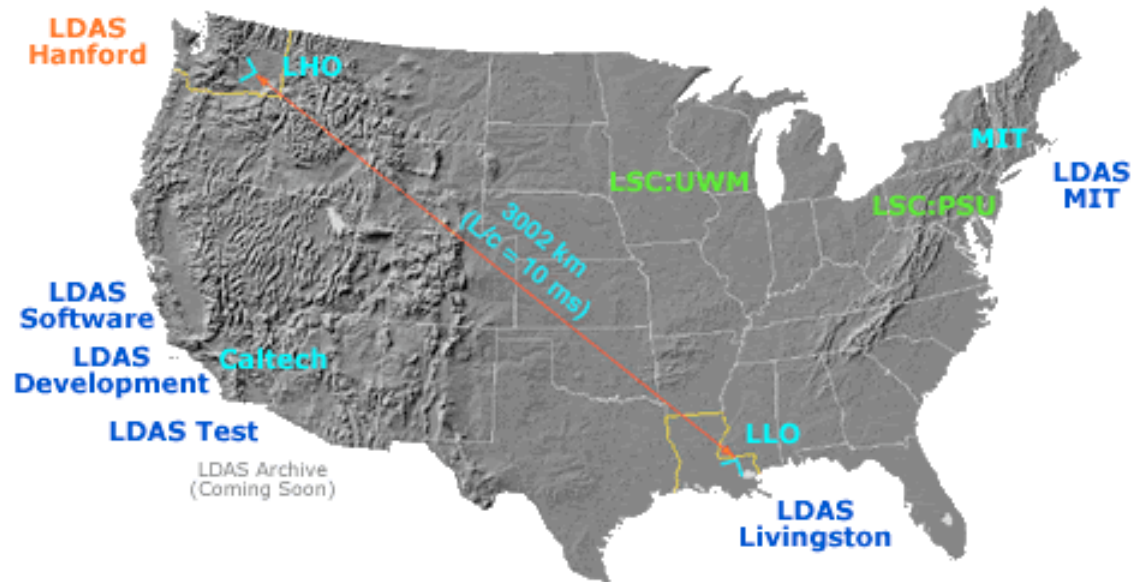 LDAS
Hanford
LHO
MIT
LDAS
MIT
LSC:UWM
LSC:PSU
3002 km
(L/c = 10 ms)
LDAS
Software
LDAS
Development
Caltech
LDAS Test
LDAS Archive
(Coming Soon)
LLO
LDAS
Livingston